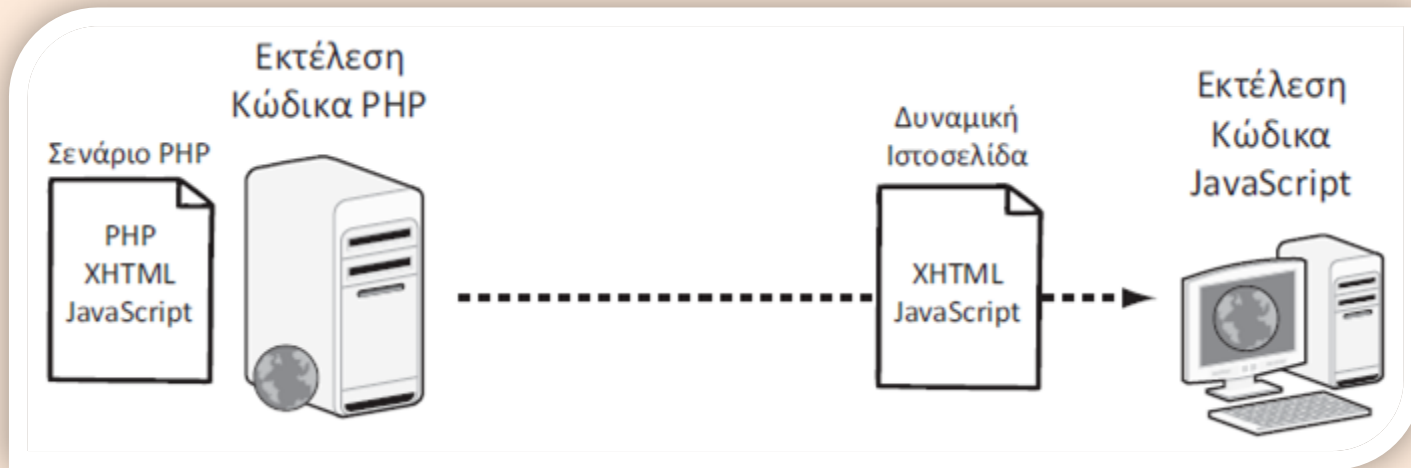 Εκτέλεση
Κώδικα PHP
Σενάριο PHP
PHP
XHTML
JavaScript
Δυναμική
Ιστοσελίδα
XHTML
JavaScript
Εκτέλεση
Κώδικα
JavaScript